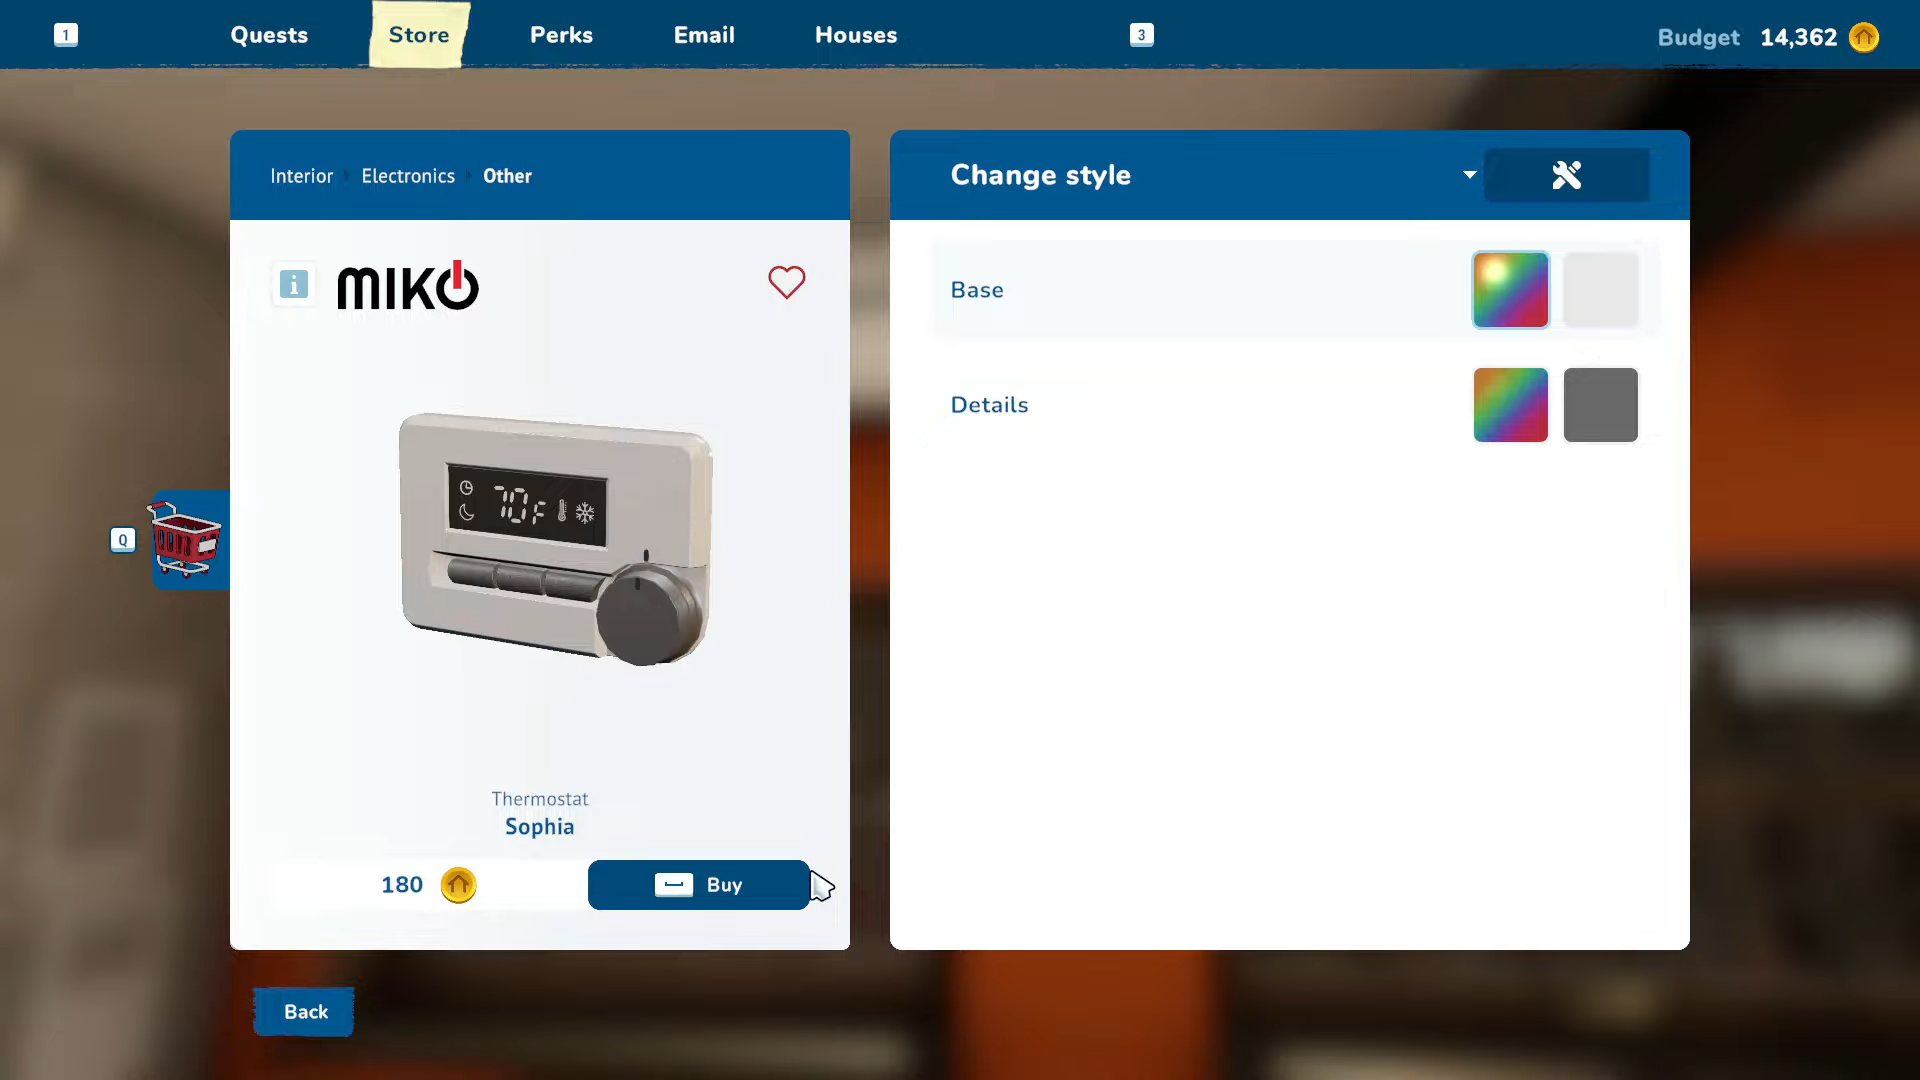 1
Quests
Store
Perks
Email
Houses
3
Budget 14,362
Interior Electronics Other
Change style
i
MIKO
Base
70F
Details
Q
Thermostat
Sophia
180
Buy
Back